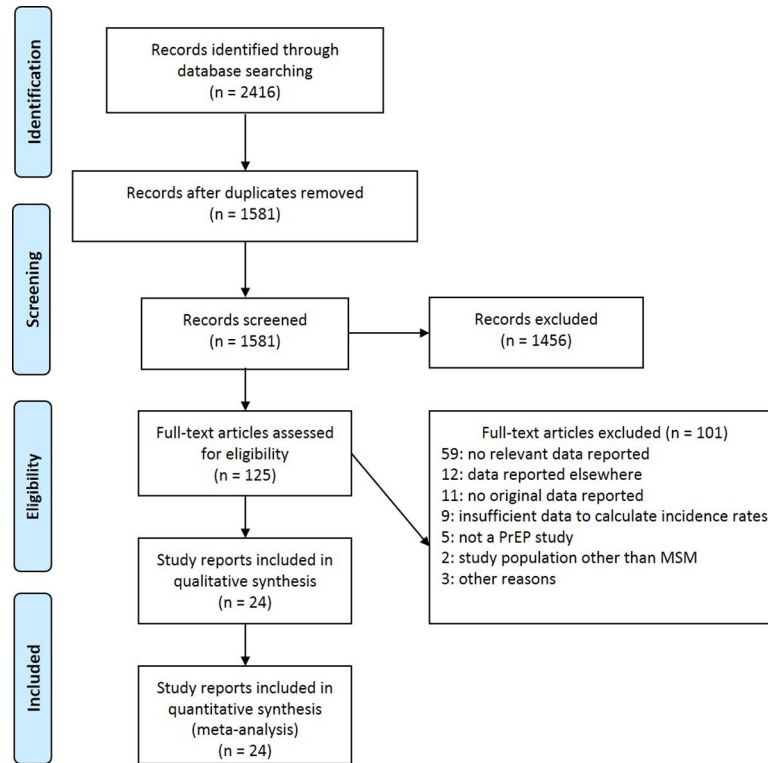 Identification
Records identified through
database searching
(n = 2416)
Records after duplicates removed
(n = 1581)
Screening
Records screened
(n = 1581)
Records excluded
(n = 1456)
Eligibility
Full-text articles assessed
for eligibility
(n = 125)
Full-text articles excluded (n = 101)
59: no relevant data reported
12: data reported elsewhere
11: no original data reported
9: insufficient data to calculate incidence rates
5: not a PrEP study
2: study population other than MSM
3: other reasons
Study reports included in
qualitative synthesis
(n = 24)
Included
Study reports included in
quantitative synthesis
(meta-analysis)
(n = 24)